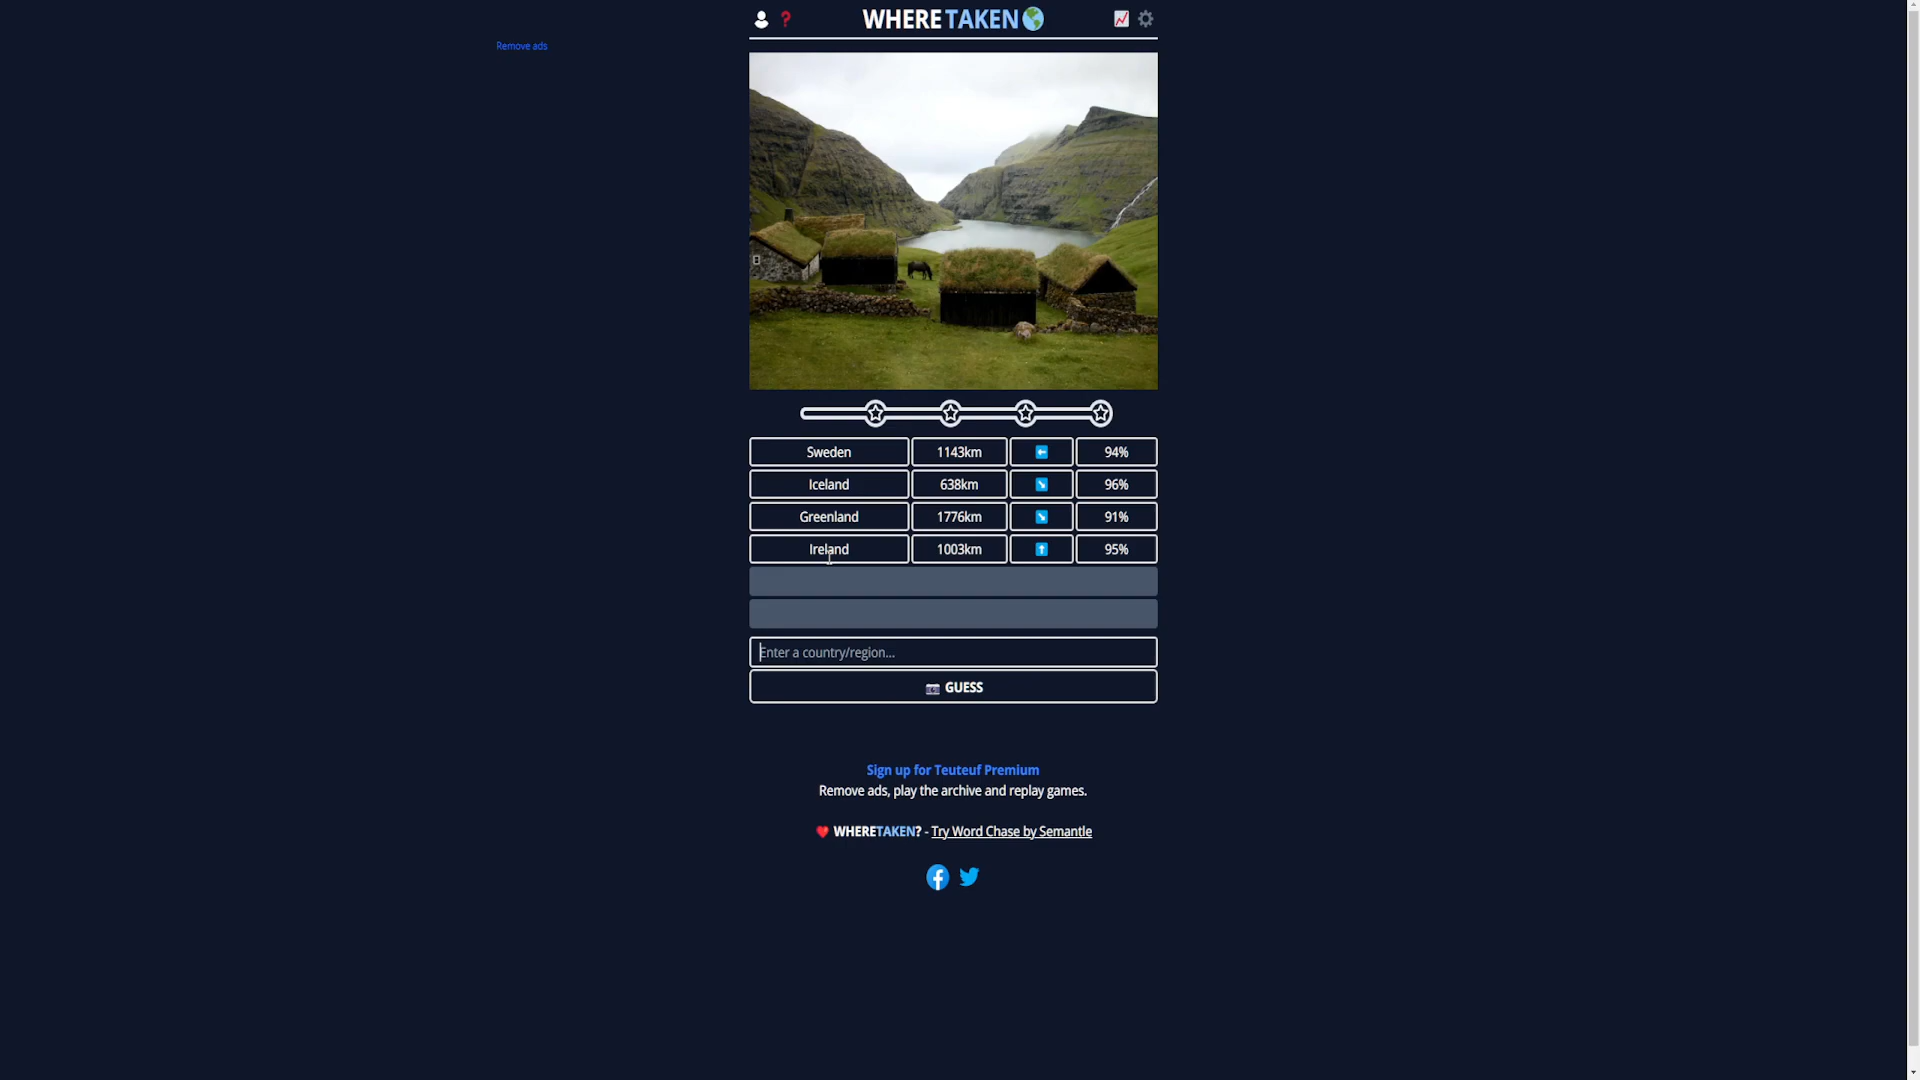 WHERETAKEN
Remove ads
Sweden 1143km 94%
Iceland 638km 96%
Greenland 1776km 91%
Ireland 1003km 95%
Enter a country/region...
GUESS
Sign up for Teuteuf Premium
Remove ads, play the archive and replay games.
WHERETAKEN? - Try Word Chase by Semantle